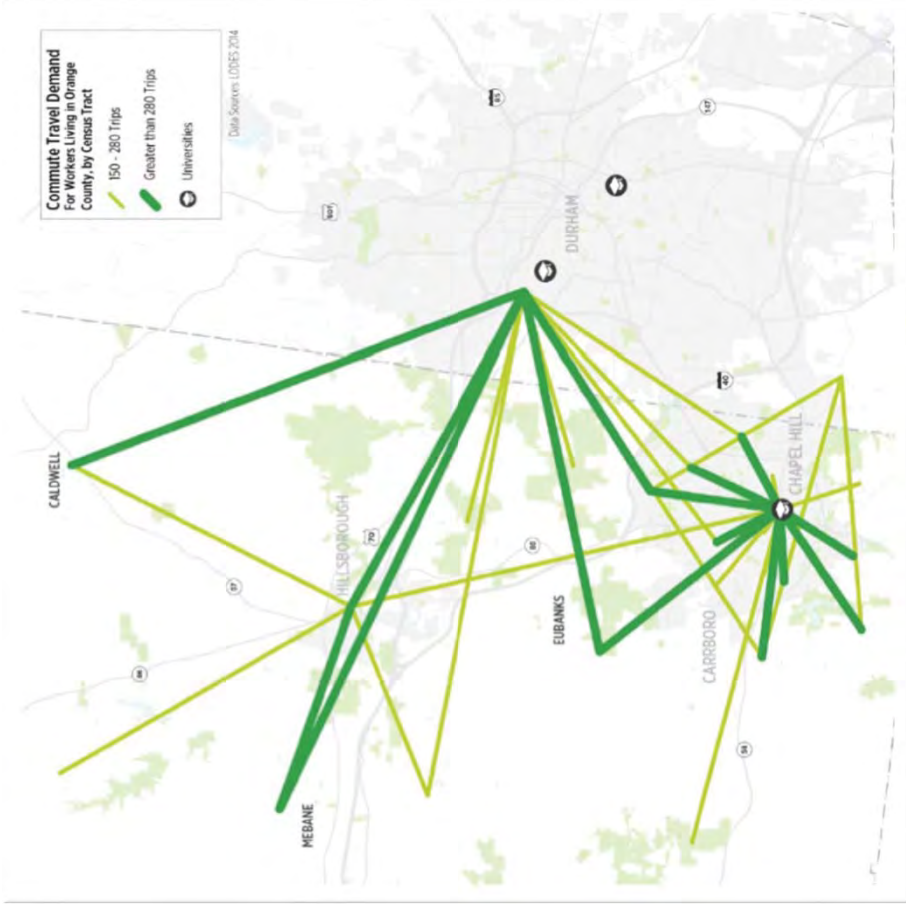 Commute Travel Demand
For Workers Living in Orange
County, by Census Tract
150 - 280 Trips
Greater than 280 Trips
Universities
Data Sources: LODES 2014
CALDWELL
HILLSBOROUGH
70
57
86
MEBANE
EUBANKS
CARRBORO
CHAPEL HILL
DURHAM
501
85
147
40